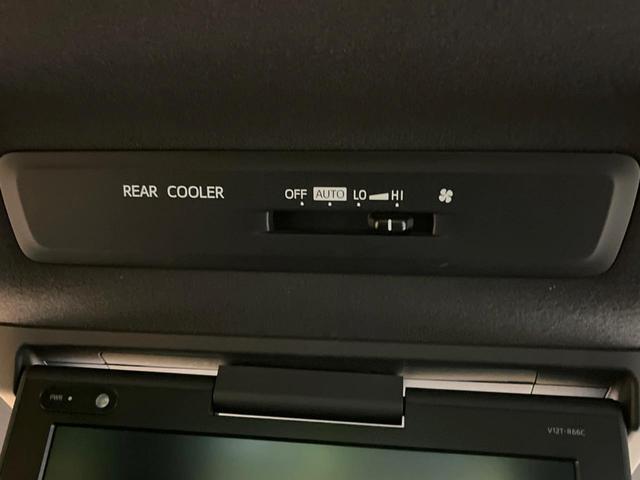 REAR COOLER OFF AUTO LO HI
PWR
V12T-R66C